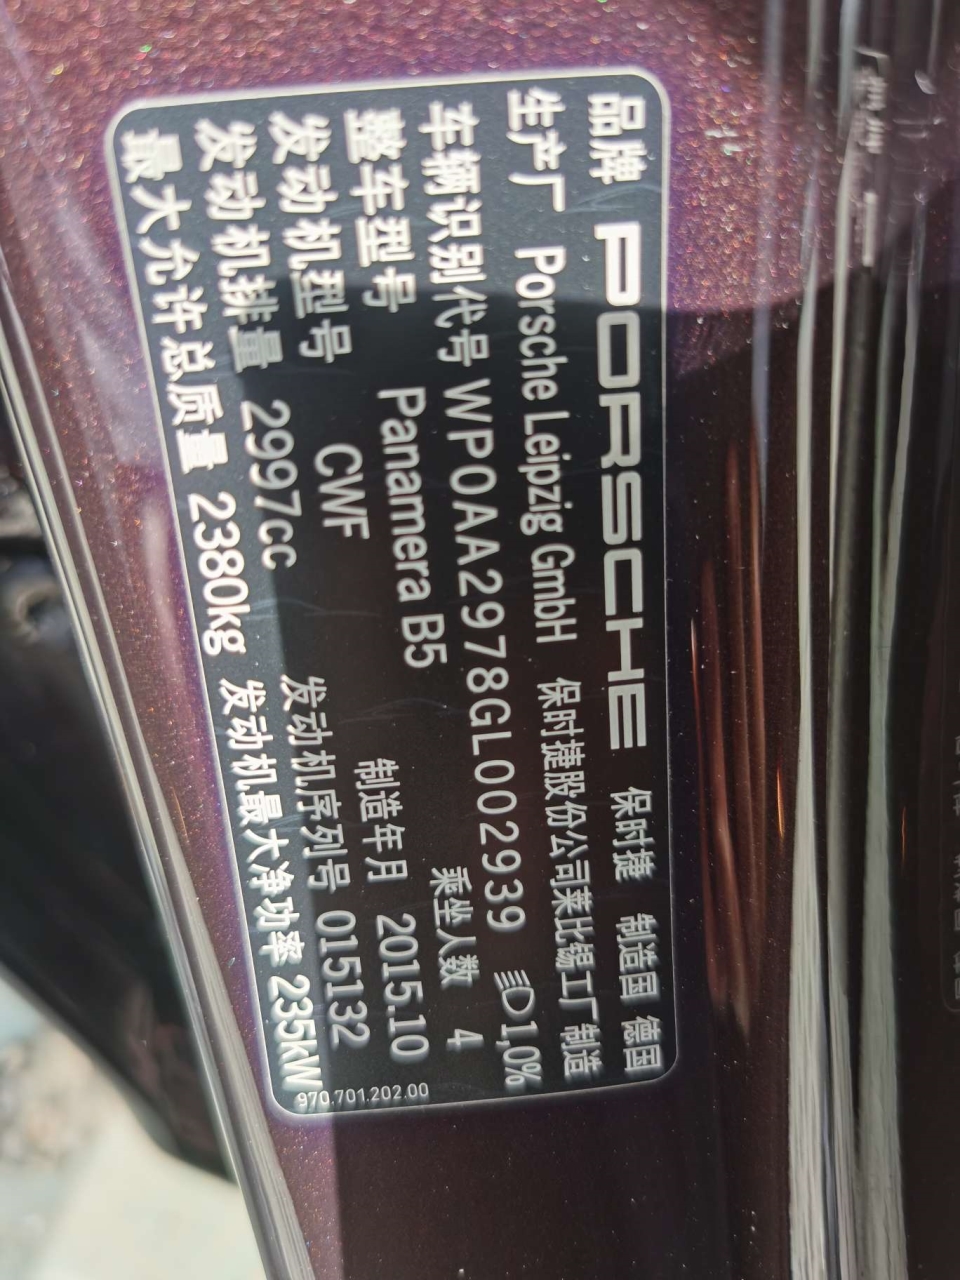 品牌 PORSCHE 保时捷 制造国 德国
生产厂 Porsche Leipzig GmbH 保时捷股份公司莱比锡工厂制造
车辆识别代号 WP0AA2978GL002939 1,0%
整车型号 Panamera B5 乘坐人数 4
发动机型号 CWF 制造年月 2015.10
发动机排量 2997cc 发动机序列号 015132
最大允许总质量 2380kg 发动机最大净功率 235kW
970.701.202.00